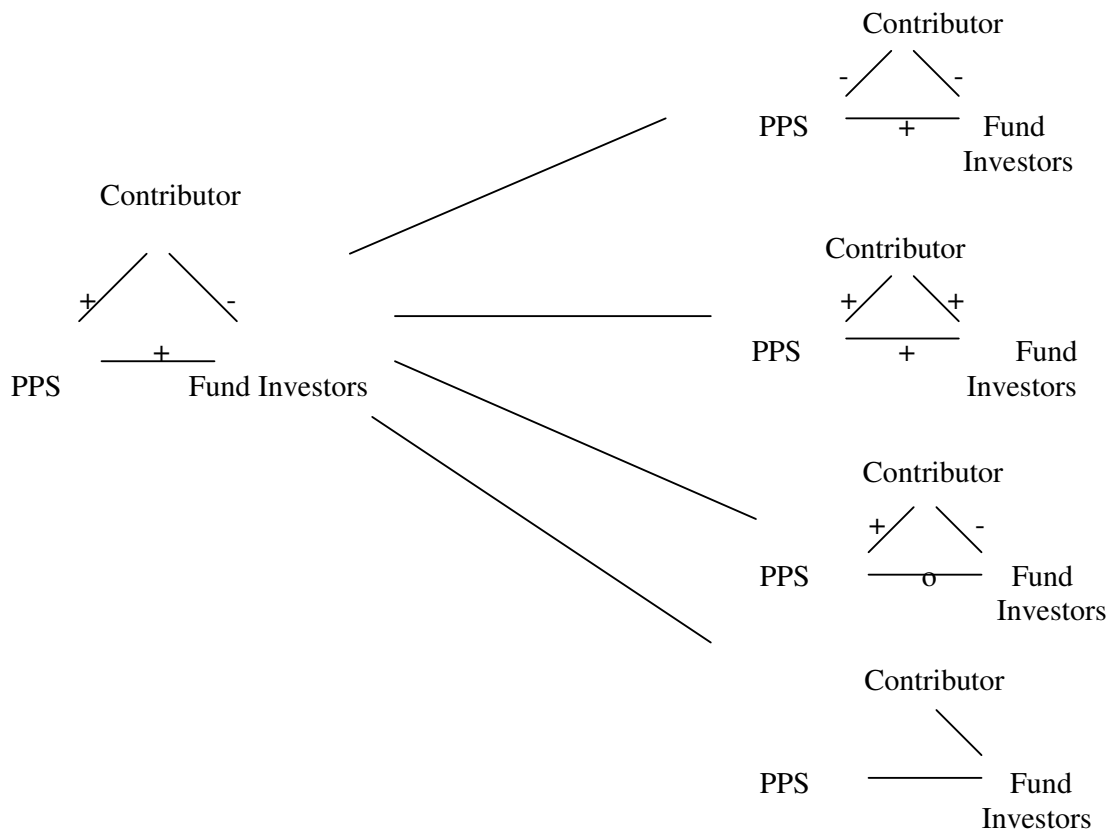 Contributor
+ -
+
PPS Fund Investors
Contributor
- -
PPS + Fund
Investors
Contributor
+ +
PPS + Fund
Investors
Contributor
+ -
PPS o Fund
Investors
Contributor
PPS Fund
Investors